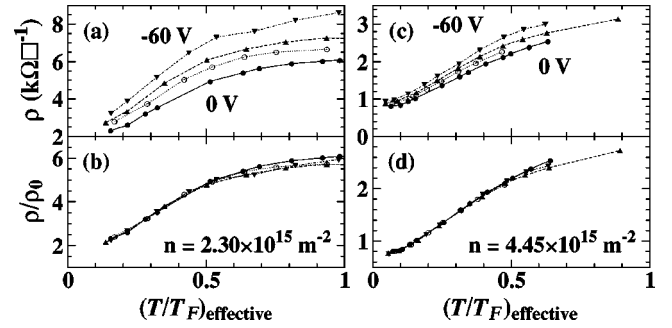 (a)
-60 V
0 V
ρ (kΩ□⁻¹)
8
6
4
2
(c)
-60 V
0 V
3
2
1
0
(b)
ρ/ρ₀
6
4
2
n = 2.30×10¹⁵ m⁻²
(d)
2
1
n = 4.45×10¹⁵ m⁻²
0 0.5 1
0 0.5 1
(T/T_F)effective
(T/T_F)effective